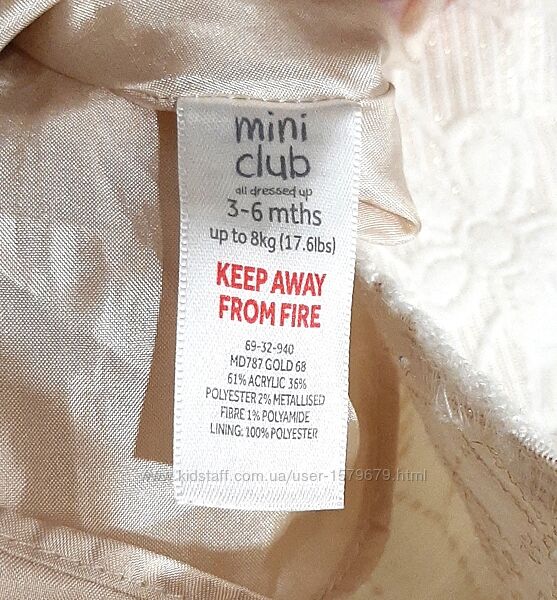 mini
club
all dressed up
3-6 mths
up to 8kg (17.6lbs)
KEEP AWAY
FROM FIRE
69-32-940
MD787 GOLD 68
61% ACRYLIC 36%
POLYESTER 2% METALLISED
FIBRE 1% POLYAMIDE
LINING: 100% POLYESTER
www.kidstaff.com.ua/user-1579679.html